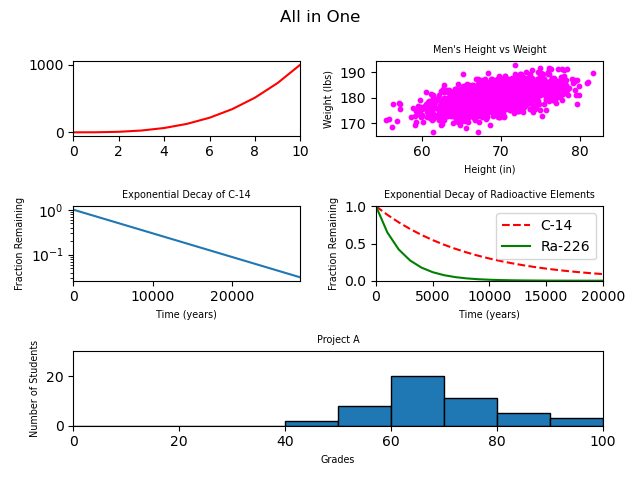 All in One
1000
0
0 2 4 6 8 10
Men's Height vs Weight
Weight (lbs)
190
180
170
60 70 80
Height (in)
Exponential Decay of C-14
Fraction Remaining
10⁰
10⁻¹
0 10000 20000
Time (years)
Exponential Decay of Radioactive Elements
Fraction Remaining
1.0
0.5
0.0
C-14
Ra-226
0 5000 10000 15000 20000
Time (years)
Project A
Number of Students
20
0
0 20 40 60 80 100
Grades